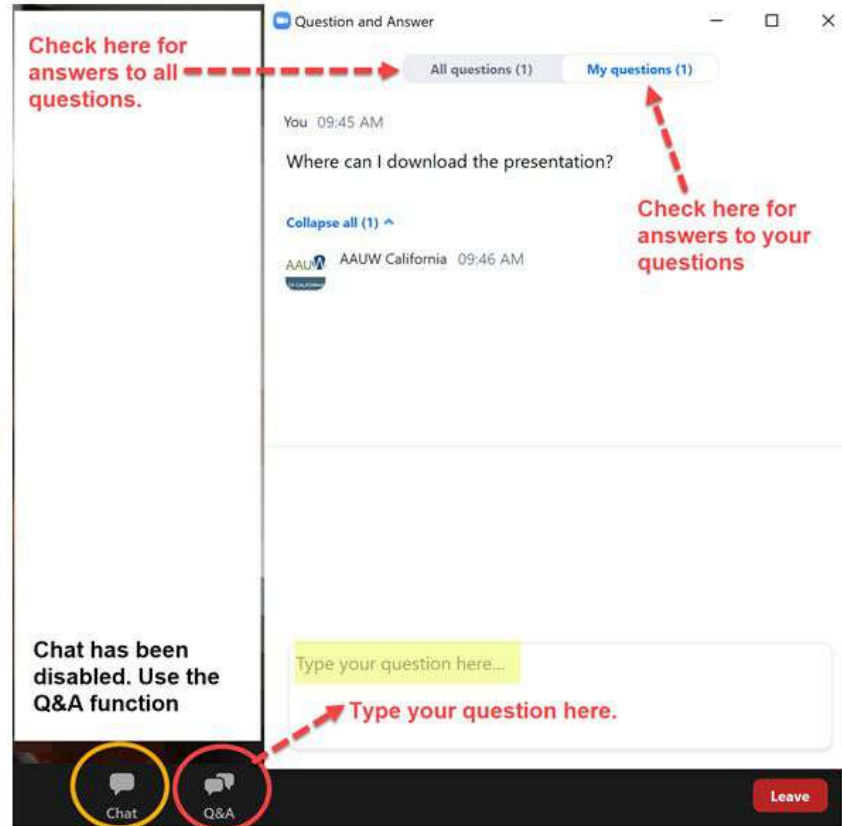 Question and Answer
Check here for
answers to all
questions.
All questions (1) My questions (1)
You 09:45 AM
Where can I download the presentation?
Check here for
answers to your
questions
Collapse all (1)
AAUW California 09:46 AM
AAUW
OF CALIFORNIA
Chat has been
disabled. Use the
Q&A function
Type your question here...
Type your question here.
Chat Q&A
Leave